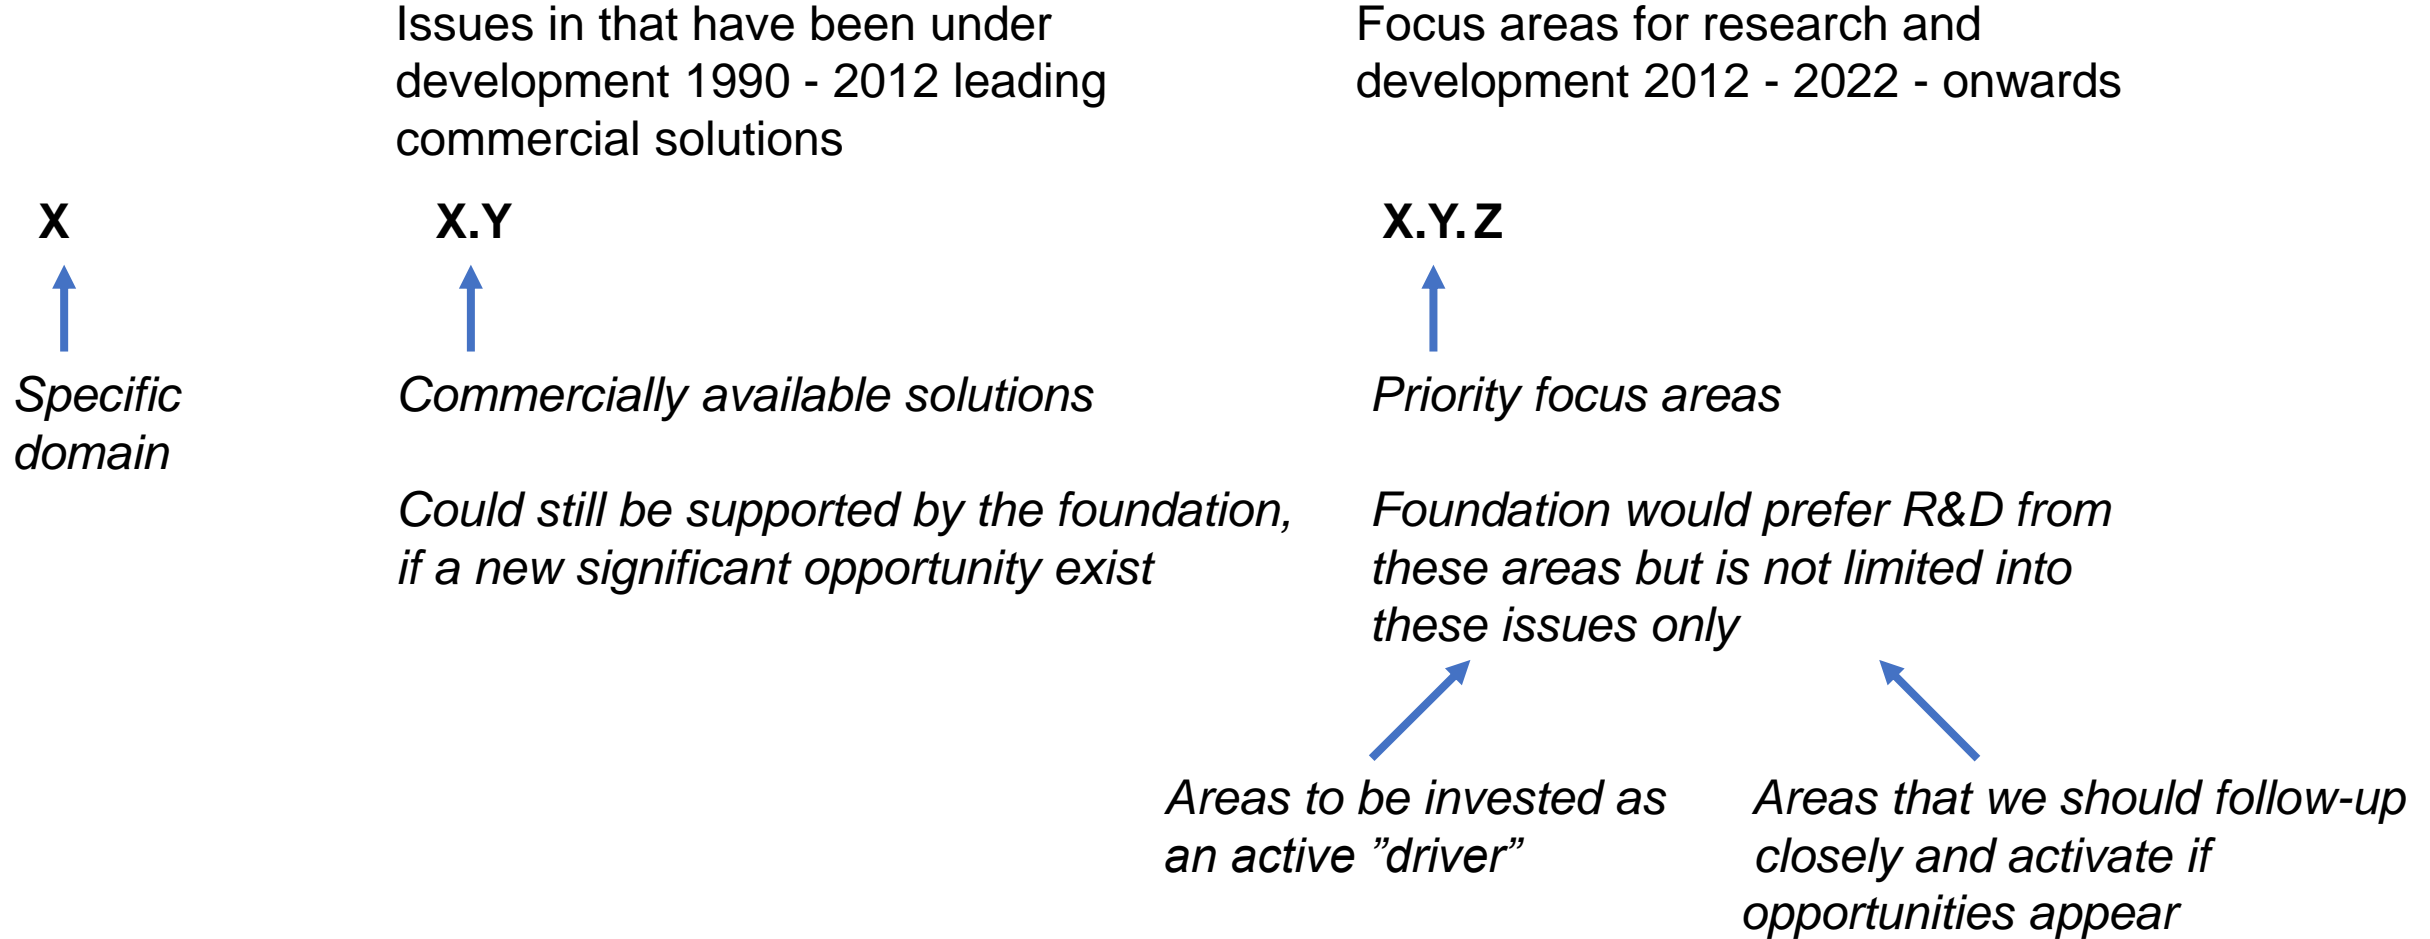 Issues in that have been under
development 1990 - 2012 leading
commercial solutions
Focus areas for research and
development 2012 - 2022 - onwards
X
X.Y
X.Y.Z
Specific
domain
Commercially available solutions
Could still be supported by the foundation,
if a new significant opportunity exist
Priority focus areas
Foundation would prefer R&D from
these areas but is not limited into
these issues only
Areas to be invested as
an active ”driver”
Areas that we should follow-up
closely and activate if
opportunities appear